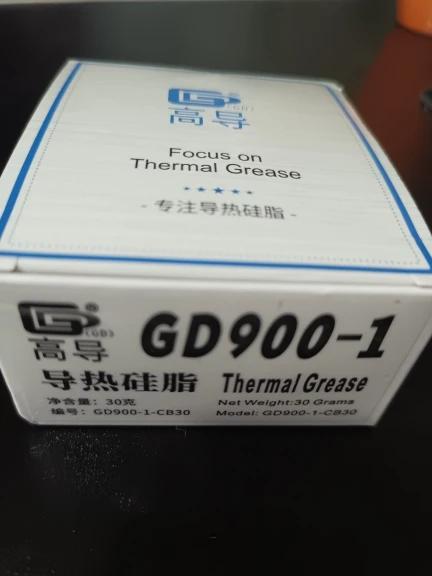 GD®
(GD)
高导
Focus on
Thermal Grease
- 专注导热硅脂 -
GD®
(GD)
高导
GD900-1
导热硅脂 Thermal Grease
净含量：30克 Net Weight:30 Grams
编号：GD900-1-CB30 Model: GD900-1-CB30